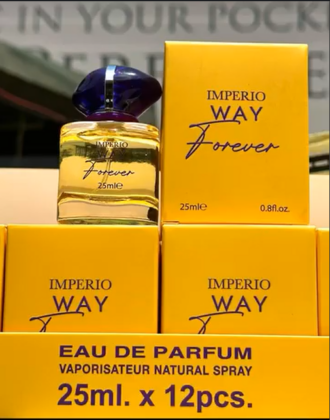 IN YOUR POCK
IMPERIO
Forever
25ml℮
IMPERIO
WAY
Forever
25ml℮ 0.8fl.oz.
IMPERIO
WAY
IMPERIO
WAY
EAU DE PARFUM
VAPORISATEUR NATURAL SPRAY
25ml. x 12pcs.